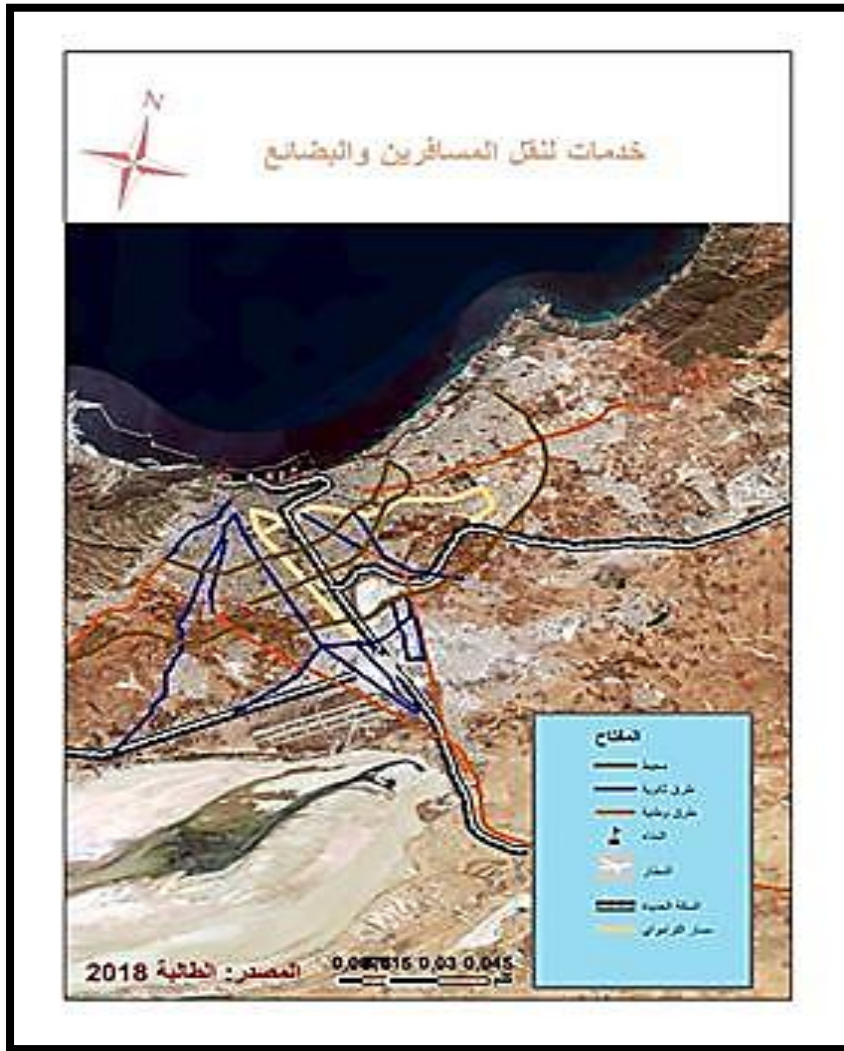 N
خدمات لنقل المسافرين والبضائع
المفتاح
محيط
طرق ثانوية
طرق وطنية
الميناء
المطار
السكة الحديدية
مسار الترامواي
0,03 0,045
المصدر: الطالبة 2018